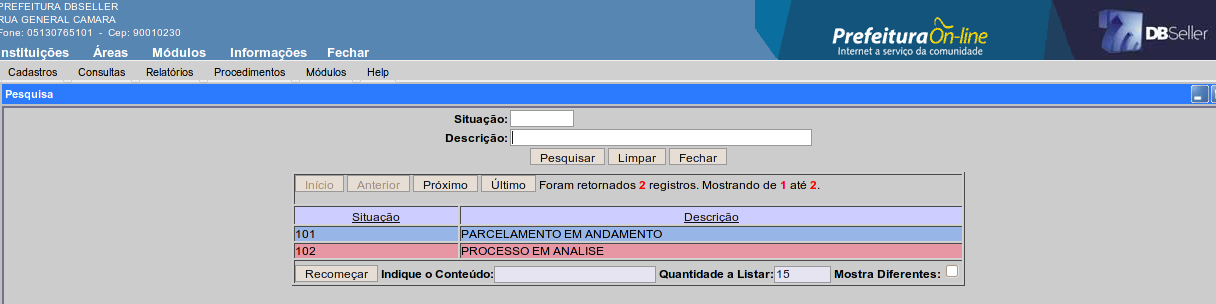 PREFEITURA DBSELLER
RUA GENERAL CAMARA
Fone: 05130765101 - Cep: 90010230
nstituições Áreas Módulos Informações Fechar
Prefeitura On-line
Internet a serviço da comunidade
DBSeller
Cadastros Consultas Relatórios Procedimentos Módulos Help
Pesquisa
Situação:
Descrição:
Pesquisar Limpar Fechar
Início Anterior Próximo Último Foram retornados 2 registros. Mostrando de 1 até 2.
Situação Descrição
101 PARCELAMENTO EM ANDAMENTO
102 PROCESSO EM ANALISE
Recomeçar Indique o Conteúdo: Quantidade a Listar: 15 Mostra Diferentes: